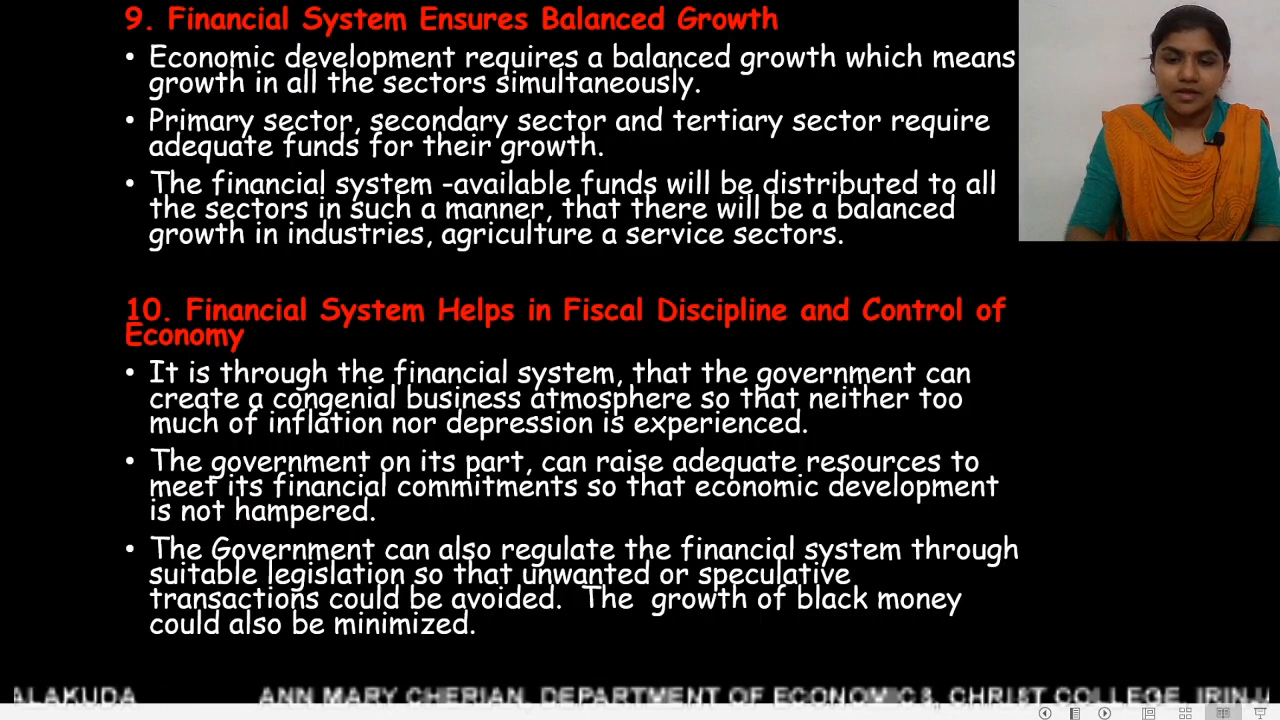 9. Financial System Ensures Balanced Growth
• Economic development requires a balanced growth which means
growth in all the sectors simultaneously.
• Primary sector, secondary sector and tertiary sector require
adequate funds for their growth.
• The financial system -available funds will be distributed to all
the sectors in such a manner, that there will be a balanced
growth in industries, agriculture a service sectors.
10. Financial System Helps in Fiscal Discipline and Control of
Economy
• It is through the financial system, that the government can
create a congenial business atmosphere so that neither too
much of inflation nor depression is experienced.
• The government on its part, can raise adequate resources to
meet its financial commitments so that economic development
is not hampered.
• The Government can also regulate the financial system through
suitable legislation so that unwanted or speculative
transactions could be avoided. The growth of black money
could also be minimized.
ALAKUDA ANN MARY CHERIAN, DEPARTMENT OF ECONOMICS, CHRIST COLLEGE, IRINJ